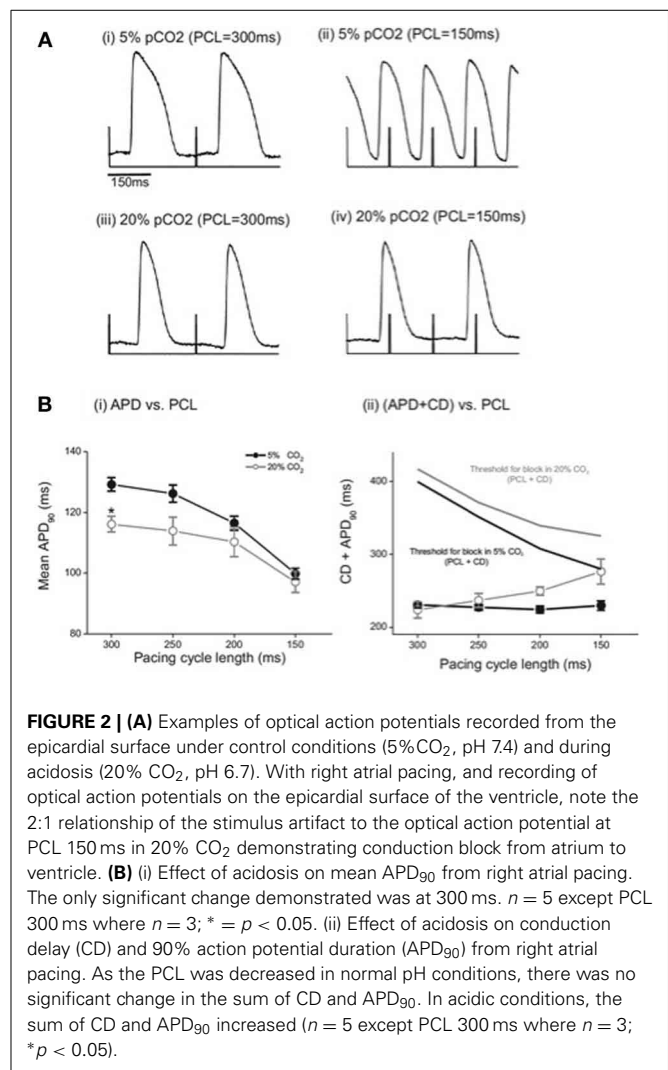 A
(i) 5% pCO2 (PCL=300ms)
(ii) 5% pCO2 (PCL=150ms)
150ms
(iii) 20% pCO2 (PCL=300ms)
(iv) 20% pCO2 (PCL=150ms)
B
(i) APD vs. PCL
(ii) (APD+CD) vs. PCL
140
120
100
80
Mean APD90 (ms)
5% CO2
20% CO2
*
300
250
200
150
Pacing cycle length (ms)
400
300
200
CD + APD90 (ms)
Threshold for block in 20% CO2
(PCL + CD)
Threshold for block in 5% CO2
(PCL + CD)
300
250
200
150
Pacing cycle length (ms)
FIGURE 2 | (A) Examples of optical action potentials recorded from the
epicardial surface under control conditions (5%CO2, pH 7.4) and during
acidosis (20% CO2, pH 6.7). With right atrial pacing, and recording of
optical action potentials on the epicardial surface of the ventricle, note the
2:1 relationship of the stimulus artifact to the optical action potential at
PCL 150 ms in 20% CO2 demonstrating conduction block from atrium to
ventricle. (B) (i) Effect of acidosis on mean APD90 from right atrial pacing.
The only significant change demonstrated was at 300 ms. n = 5 except PCL
300 ms where n = 3; * = p < 0.05. (ii) Effect of acidosis on conduction
delay (CD) and 90% action potential duration (APD90) from right atrial
pacing. As the PCL was decreased in normal pH conditions, there was no
significant change in the sum of CD and APD90. In acidic conditions, the
sum of CD and APD90 increased (n = 5 except PCL 300 ms where n = 3;
*p < 0.05).